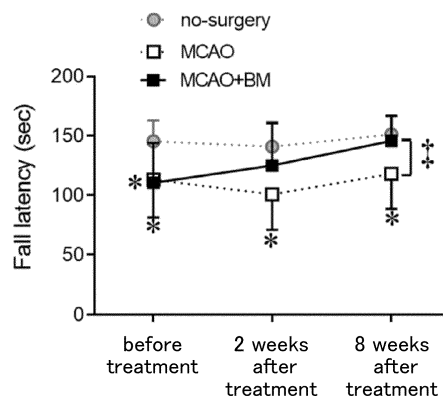 no-surgery
MCAO
MCAO+BM
Fall latency (sec)
200
150
100
50
0
*
*
*
*
‡
before
treatment
2 weeks
after
treatment
8 weeks
after
treatment